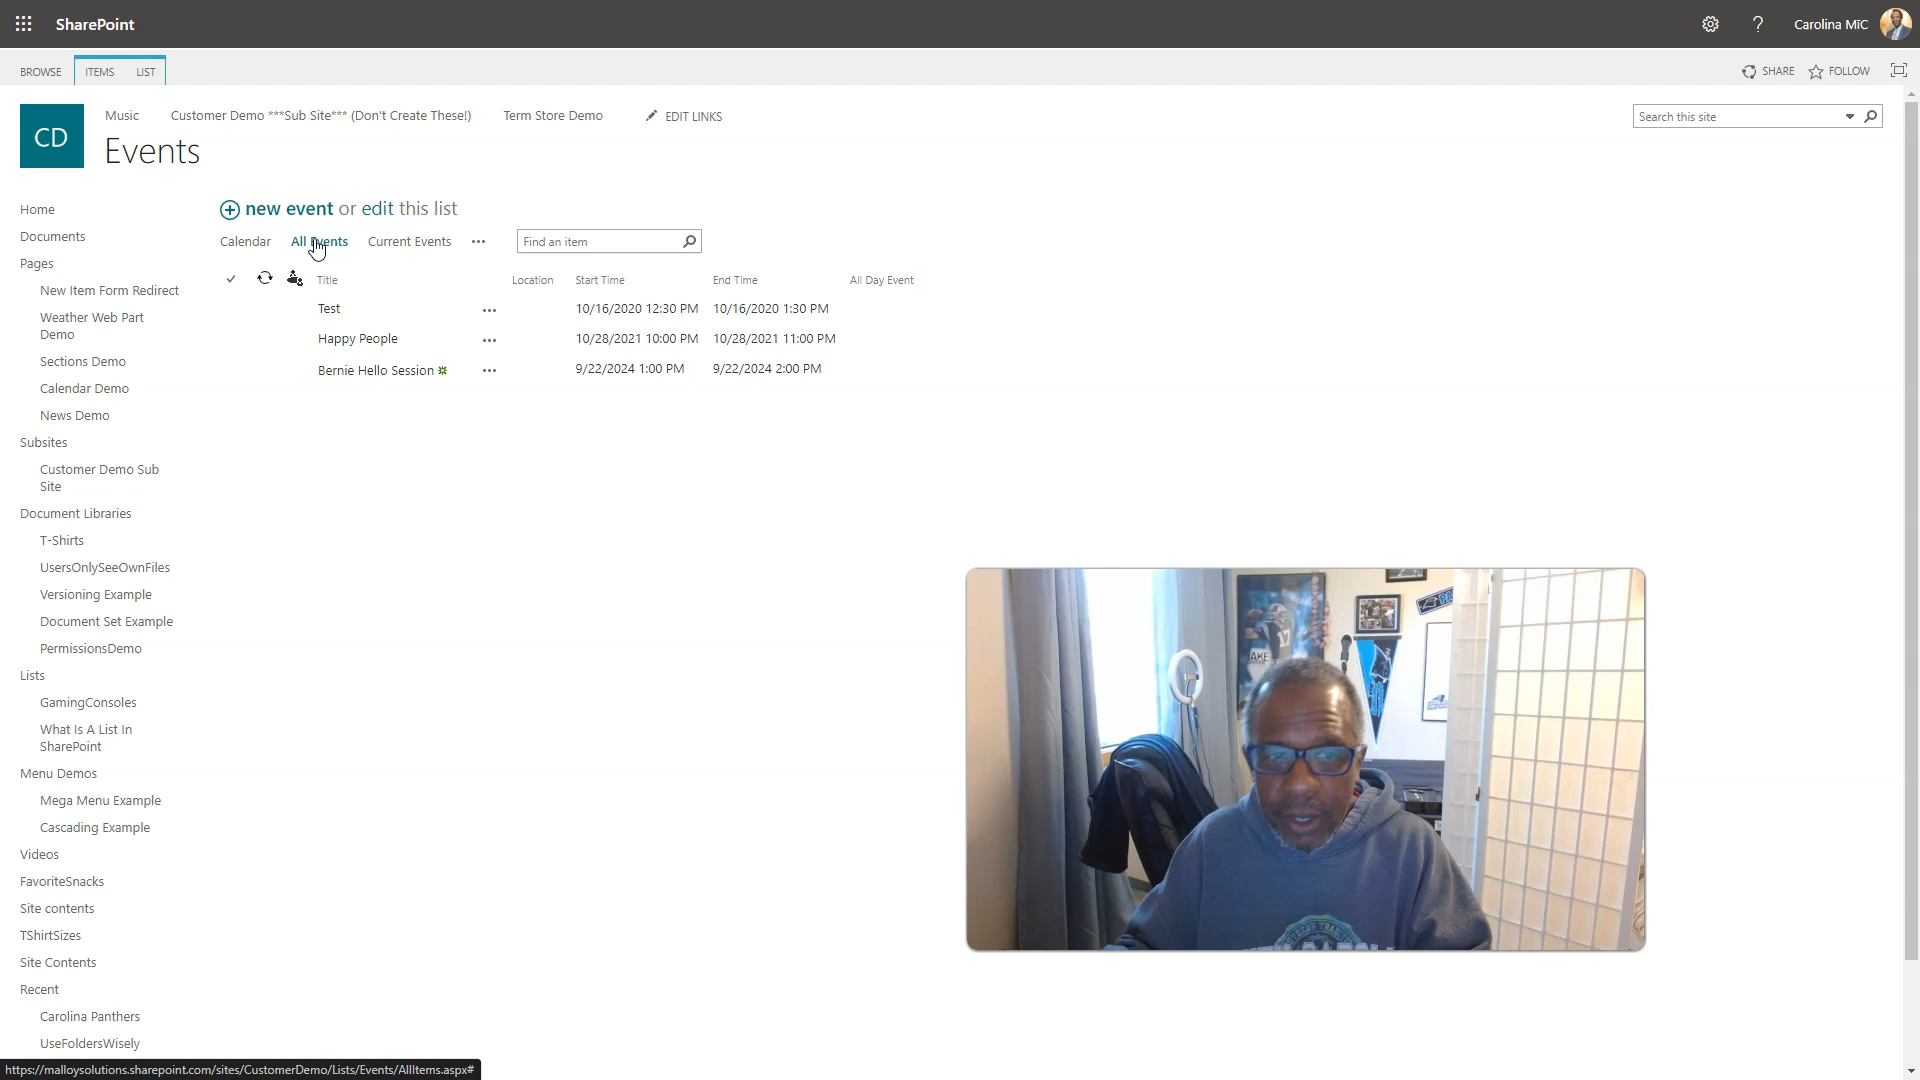 SharePoint
Carolina MIC
BROWSE ITEMS LIST
SHARE FOLLOW
CD
Music Customer Demo ***Sub Site*** (Don't Create These!) Term Store Demo EDIT LINKS
Search this site
Events
new event or edit this list
Calendar All Events Current Events ... Find an item
Title Location Start Time End Time All Day Event
Test ... 10/16/2020 12:30 PM 10/16/2020 1:30 PM
Happy People ... 10/28/2021 10:00 PM 10/28/2021 11:00 PM
Bernie Hello Session ... 9/22/2024 1:00 PM 9/22/2024 2:00 PM
Home
Documents
Pages
New Item Form Redirect
Weather Web Part
Demo
Sections Demo
Calendar Demo
News Demo
Subsites
Customer Demo Sub
Site
Document Libraries
T-Shirts
UsersOnlySeeOwnFiles
Versioning Example
Document Set Example
PermissionsDemo
Lists
GamingConsoles
What Is A List In
SharePoint
Menu Demos
Mega Menu Example
Cascading Example
Videos
FavoriteSnacks
Site contents
TShirtSizes
Site Contents
Recent
Carolina Panthers
UseFoldersWisely
https://malloysolutions.sharepoint.com/sites/CustomerDemo/Lists/Events/AllItems.aspx#
17